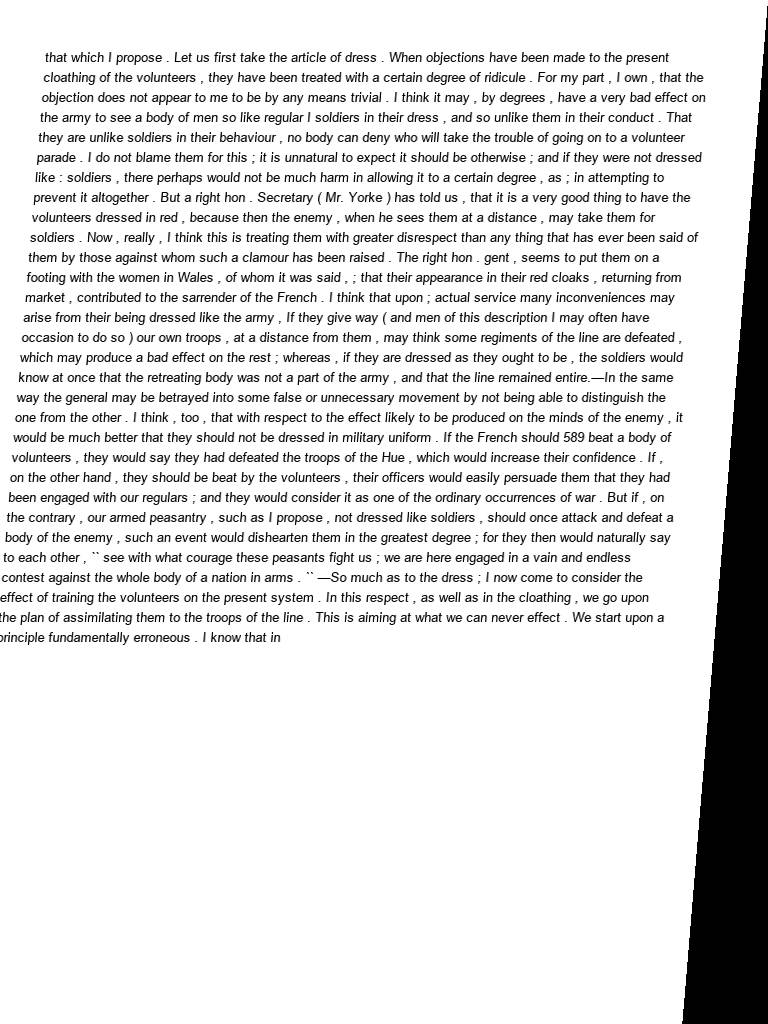 that which I propose . Let us first take the article of dress . When objections have been made to the present
cloathing of the volunteers , they have been treated with a certain degree of ridicule . For my part , I own , that the
objection does not appear to me to be by any means trivial . I think it may , by degrees , have a very bad effect on
the army to see a body of men so like regular I soldiers in their dress , and so unlike them in their conduct . That
they are unlike soldiers in their behaviour , no body can deny who will take the trouble of going on to a volunteer
parade . I do not blame them for this ; it is unnatural to expect it should be otherwise ; and if they were not dressed
like : soldiers , there perhaps would not be much harm in allowing it to a certain degree , as ; in attempting to
prevent it altogether . But a right hon . Secretary ( Mr. Yorke ) has told us , that it is a very good thing to have the
volunteers dressed in red , because then the enemy , when he sees them at a distance , may take them for
soldiers . Now , really , I think this is treating them with greater disrespect than any thing that has ever been said of
them by those against whom such a clamour has been raised . The right hon . gent , seems to put them on a
footing with the women in Wales , of whom it was said , ; that their appearance in their red cloaks , returning from
market , contributed to the sarrender of the French . I think that upon ; actual service many inconveniences may
arise from their being dressed like the army , If they give way ( and men of this description I may often have
occasion to do so ) our own troops , at a distance from them , may think some regiments of the line are defeated ,
which may produce a bad effect on the rest ; whereas , if they are dressed as they ought to be , the soldiers would
know at once that the retreating body was not a part of the army , and that the line remained entire.—In the same
way the general may be betrayed into some false or unnecessary movement by not being able to distinguish the
one from the other . I think , too , that with respect to the effect likely to be produced on the minds of the enemy , it
would be much better that they should not be dressed in military uniform . If the French should 589 beat a body of
volunteers , they would say they had defeated the troops of the Hue , which would increase their confidence . If ,
on the other hand , they should be beat by the volunteers , their officers would easily persuade them that they had
been engaged with our regulars ; and they would consider it as one of the ordinary occurrences of war . But if , on
the contrary , our armed peasantry , such as I propose , not dressed like soldiers , should once attack and defeat a
body of the enemy , such an event would dishearten them in the greatest degree ; for they then would naturally say
to each other , `` see with what courage these peasants fight us ; we are here engaged in a vain and endless
contest against the whole body of a nation in arms . `` —So much as to the dress ; I now come to consider the
effect of training the volunteers on the present system . In this respect , as well as in the cloathing , we go upon
the plan of assimilating them to the troops of the line . This is aiming at what we can never effect . We start upon a
principle fundamentally erroneous . I know that in